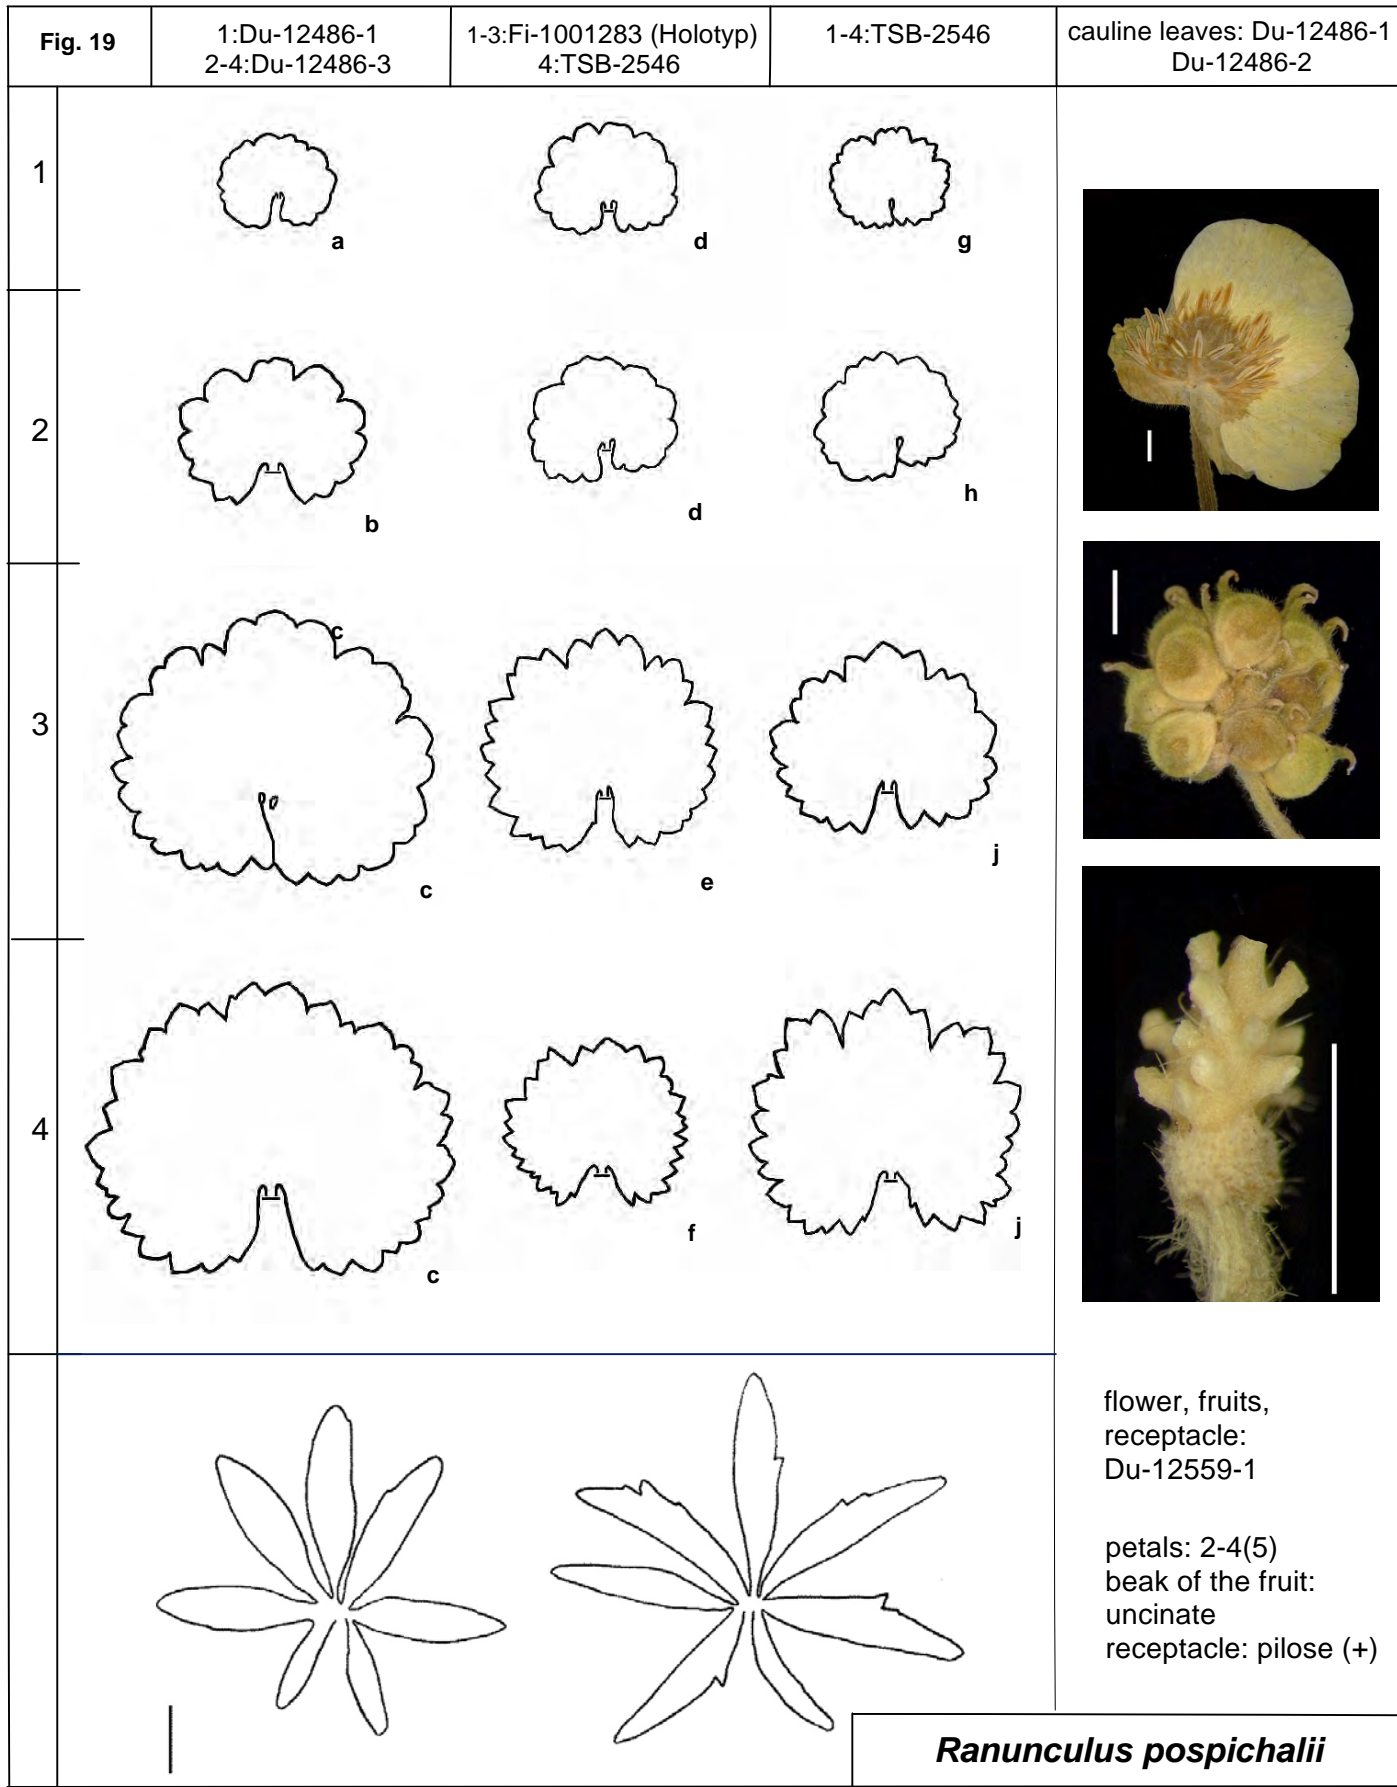 Fig. 19
1:Du-12486-1
2-4:Du-12486-3
1-3:Fi-1001283 (Holotyp)
4:TSB-2546
1-4:TSB-2546
cauline leaves: Du-12486-1
Du-12486-2
1
a
d
g
2
b
d
h
3
c
c
e
j
4
c
f
j
flower, fruits,
receptacle:
Du-12559-1
petals: 2-4(5)
beak of the fruit:
uncinate
receptacle: pilose (+)
Ranunculus pospichalii